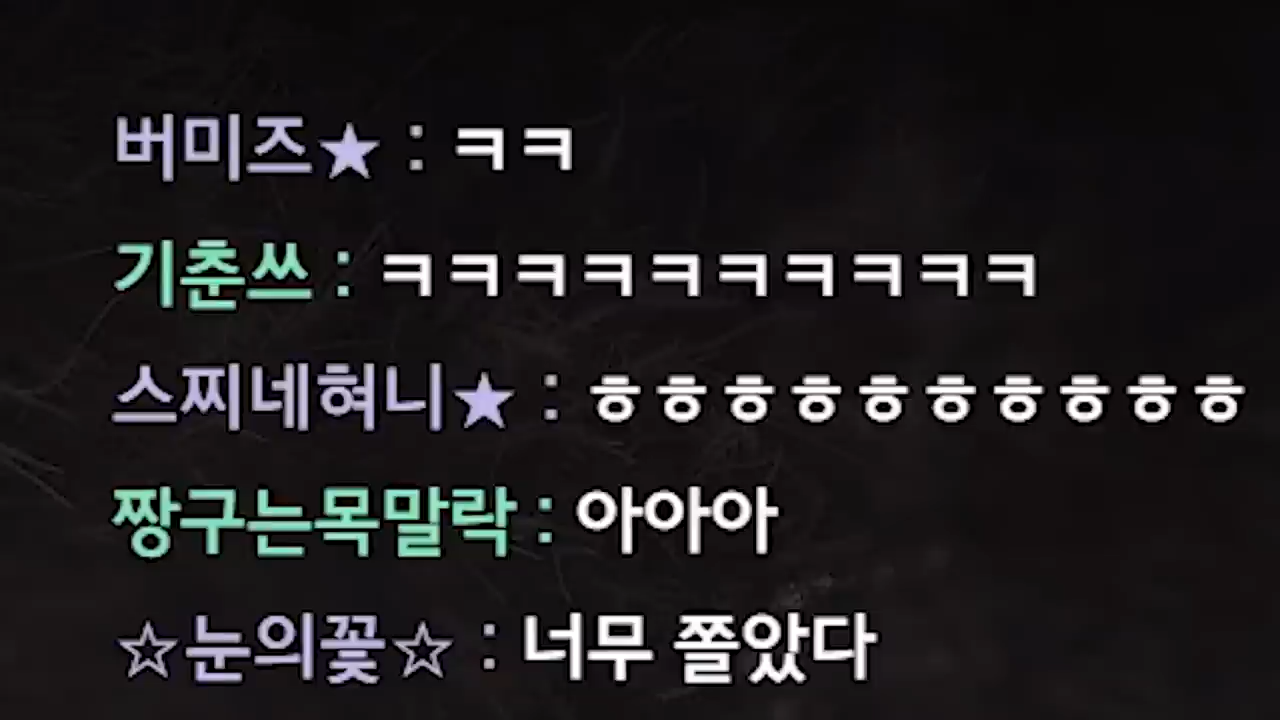 버미즈★ : ㅋㅋ
기춘쓰 : ㅋㅋㅋㅋㅋㅋㅋㅋㅋㅋ
스찌네혀니★ : ㅎㅎㅎㅎㅎㅎㅎㅎㅎㅎ
짱구는목말락 : 아아아
☆눈의꽃☆ : 너무 쫄았다